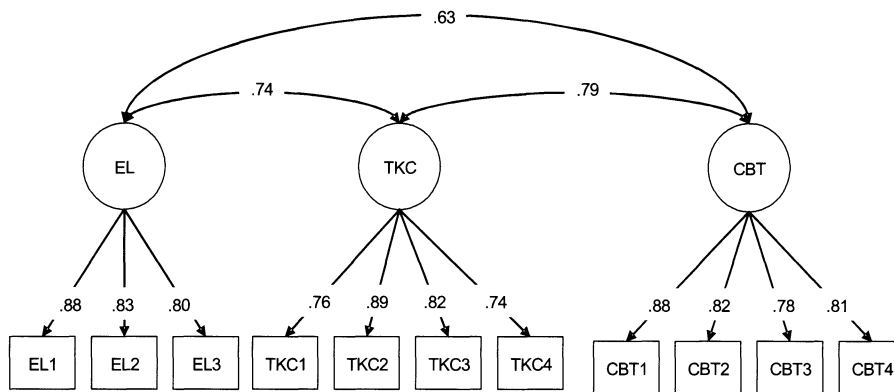 .63
.74
.79
EL
TKC
CBT
.88 .83 .80
.76 .89 .82 .74
.88 .82 .78 .81
EL1 EL2 EL3
TKC1 TKC2 TKC3 TKC4
CBT1 CBT2 CBT3 CBT4